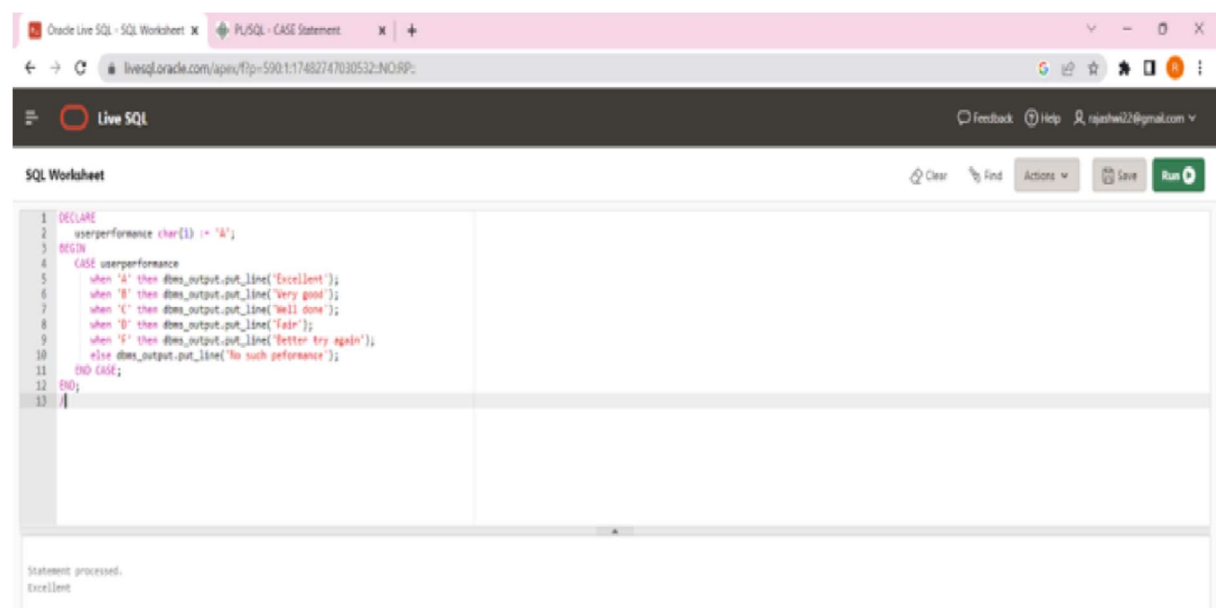 Oracle Live SQL - SQL Worksheet
PL/SQL - CASE Statement
livesql.oracle.com/apex/f?p=590:1:17482747030532::NO:RP::
Live SQL
Feedback Help rajashwi22@gmail.com
SQL Worksheet
Clear Find Actions Save Run
1 DECLARE
2 userperformance char(1) := 'A';
3 BEGIN
4 CASE userperformance
5 when 'A' then dbms_output.put_line('Excellent');
6 when 'B' then dbms_output.put_line('Very good');
7 when 'C' then dbms_output.put_line('Well done');
8 when 'D' then dbms_output.put_line('Fair');
9 when 'F' then dbms_output.put_line('Better try again');
10 else dbms_output.put_line('No such peformance');
11 END CASE;
12 END;
13 /
Statement processed.
Excellent